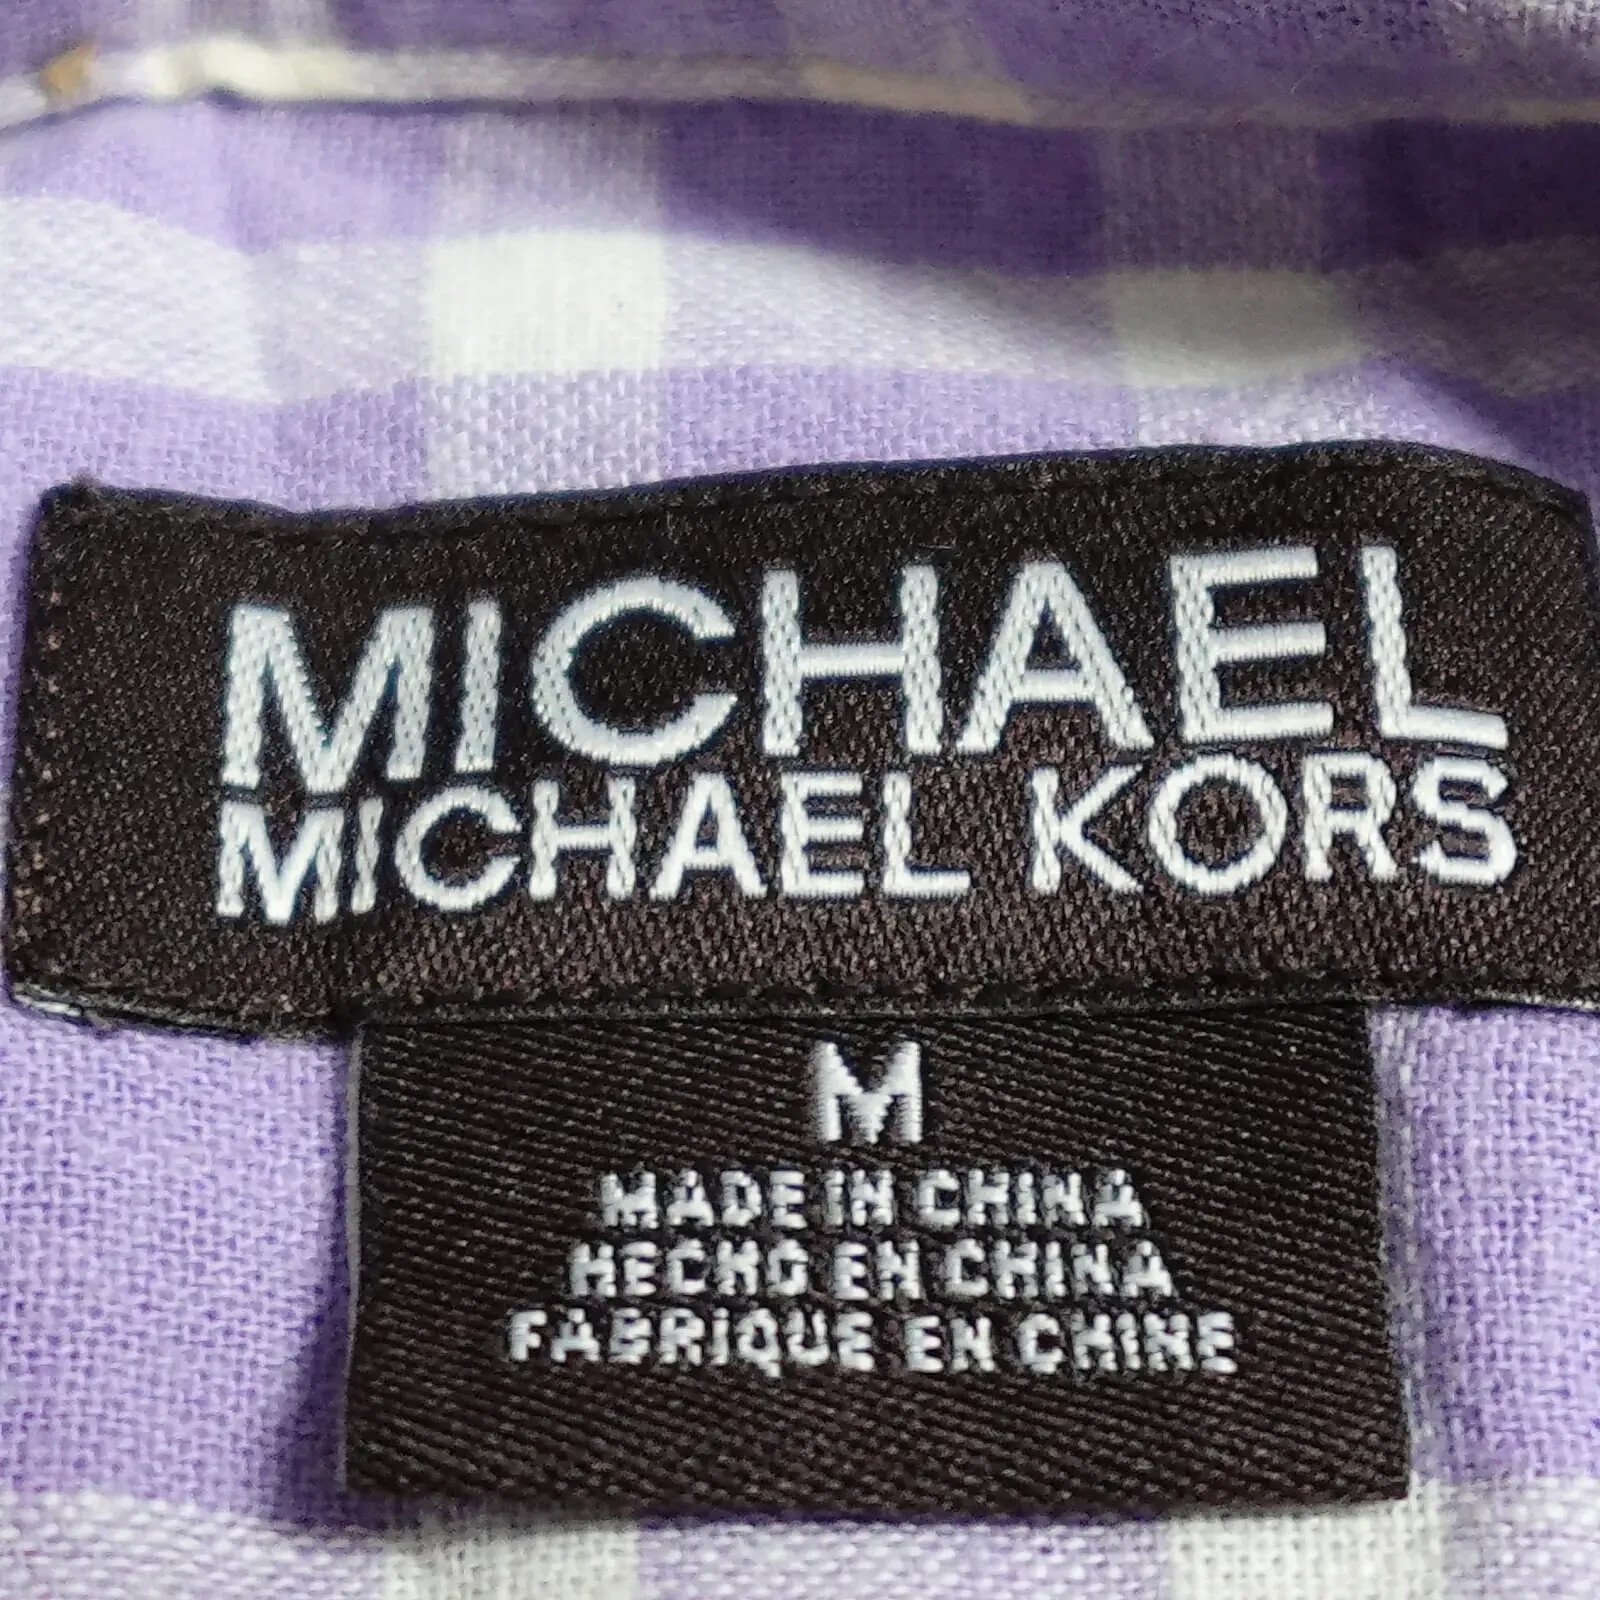 MICHAEL
MICHAEL KORS
M
MADE IN CHINA
HECHO EN CHINA
FABRIQUE EN CHINE